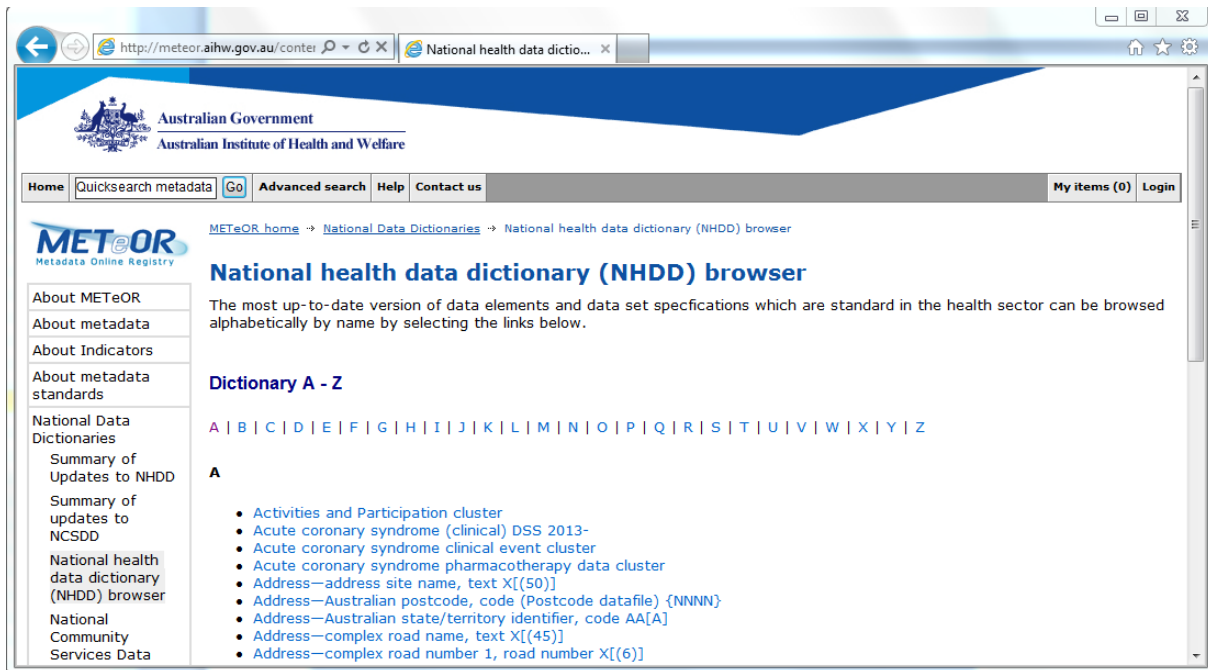 http://meteor.aihw.gov.au/conter
National health data dictio...
Australian Government
Australian Institute of Health and Welfare
Home Quicksearch metadata Go Advanced search Help Contact us My items (0) Login
METeOR
Metadata Online Registry
METeOR home National Data Dictionaries National health data dictionary (NHDD) browser
National health data dictionary (NHDD) browser
The most up-to-date version of data elements and data set specfications which are standard in the health sector can be browsed
alphabetically by name by selecting the links below.
Dictionary A - Z
A | B | C | D | E | F | G | H | I | J | K | L | M | N | O | P | Q | R | S | T | U | V | W | X | Y | Z
A
Activities and Participation cluster
Acute coronary syndrome (clinical) DSS 2013-
Acute coronary syndrome clinical event cluster
Acute coronary syndrome pharmacotherapy data cluster
Address—address site name, text X[(50)]
Address—Australian postcode, code (Postcode datafile) {NNNN}
Address—Australian state/territory identifier, code AA[A]
Address—complex road name, text X[(45)]
Address—complex road number 1, road number X[(6)]
About METeOR
About metadata
About Indicators
About metadata
standards
National Data
Dictionaries
Summary of
Updates to NHDD
Summary of
updates to
NCSDD
National health
data dictionary
(NHDD) browser
National
Community
Services Data